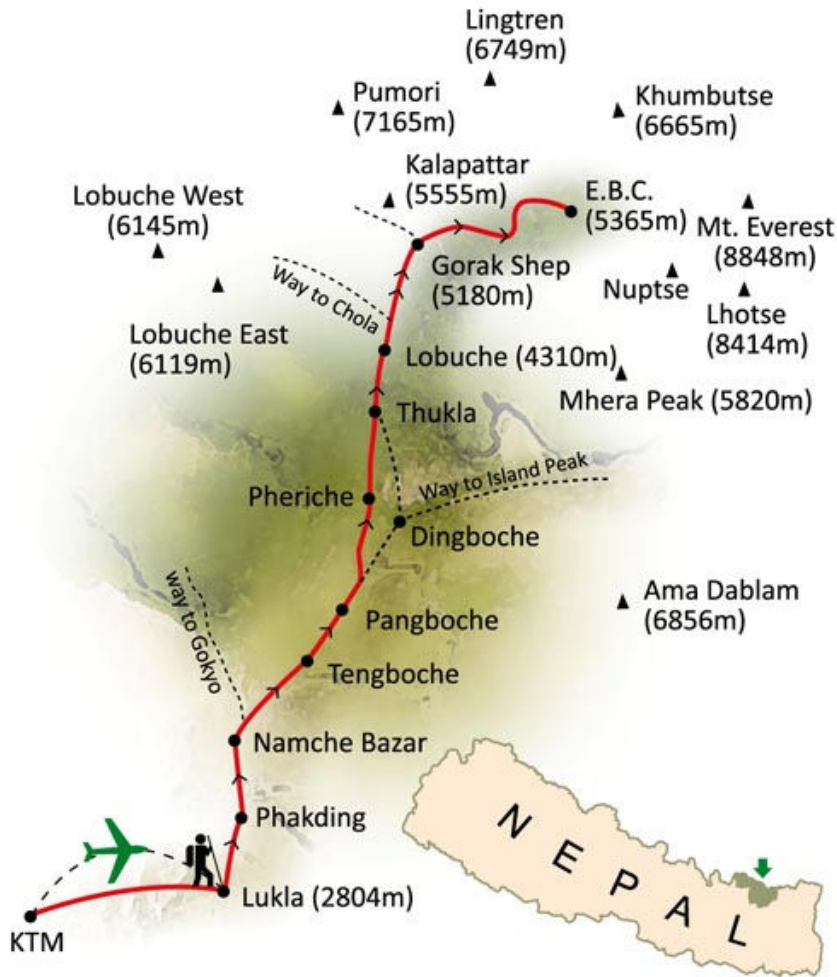 Lingtren
(6749m)
Pumori
(7165m)
Khumbutse
(6665m)
Kalapattar
(5555m)
Lobuche West
(6145m)
E.B.C.
(5365m)
Mt. Everest
(8848m)
Gorak Shep
(5180m)
Nuptse
Lhotse
(8414m)
Way to Chola
Lobuche East
(6119m)
Lobuche (4310m)
Mhera Peak (5820m)
Thukla
Way to Island Peak
Pheriche
Dingboche
Ama Dablam
(6856m)
Pangboche
way to Gokyo
Tengboche
Namche Bazar
Phakding
NEPAL
Lukla (2804m)
KTM